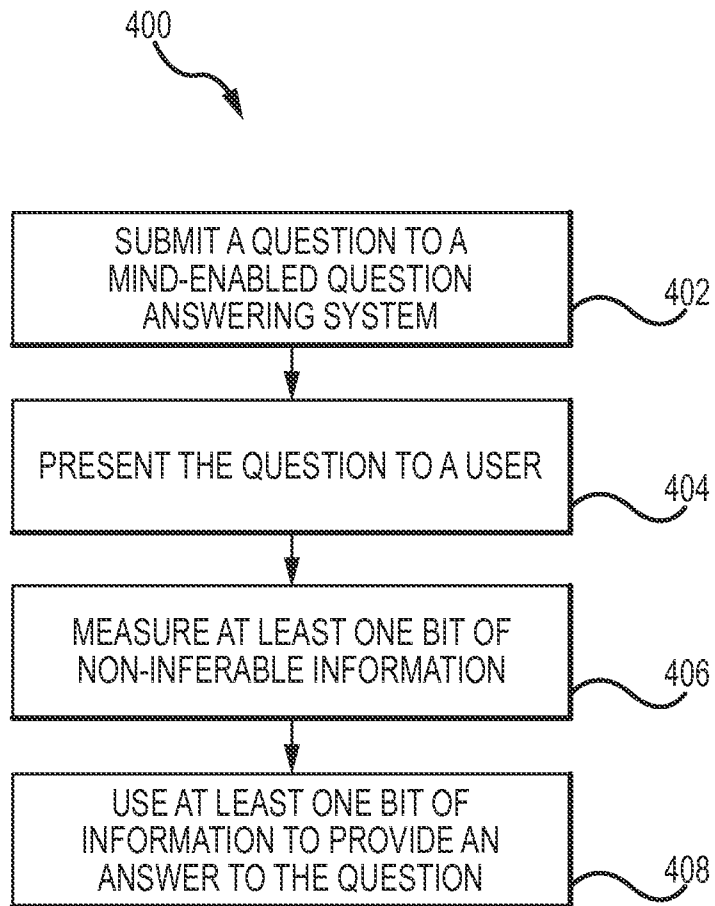 400
SUBMIT A QUESTION TO A
MIND-ENABLED QUESTION
ANSWERING SYSTEM
402
PRESENT THE QUESTION TO A USER
404
MEASURE AT LEAST ONE BIT OF
NON-INFERABLE INFORMATION
406
USE AT LEAST ONE BIT OF
INFORMATION TO PROVIDE AN
ANSWER TO THE QUESTION
408